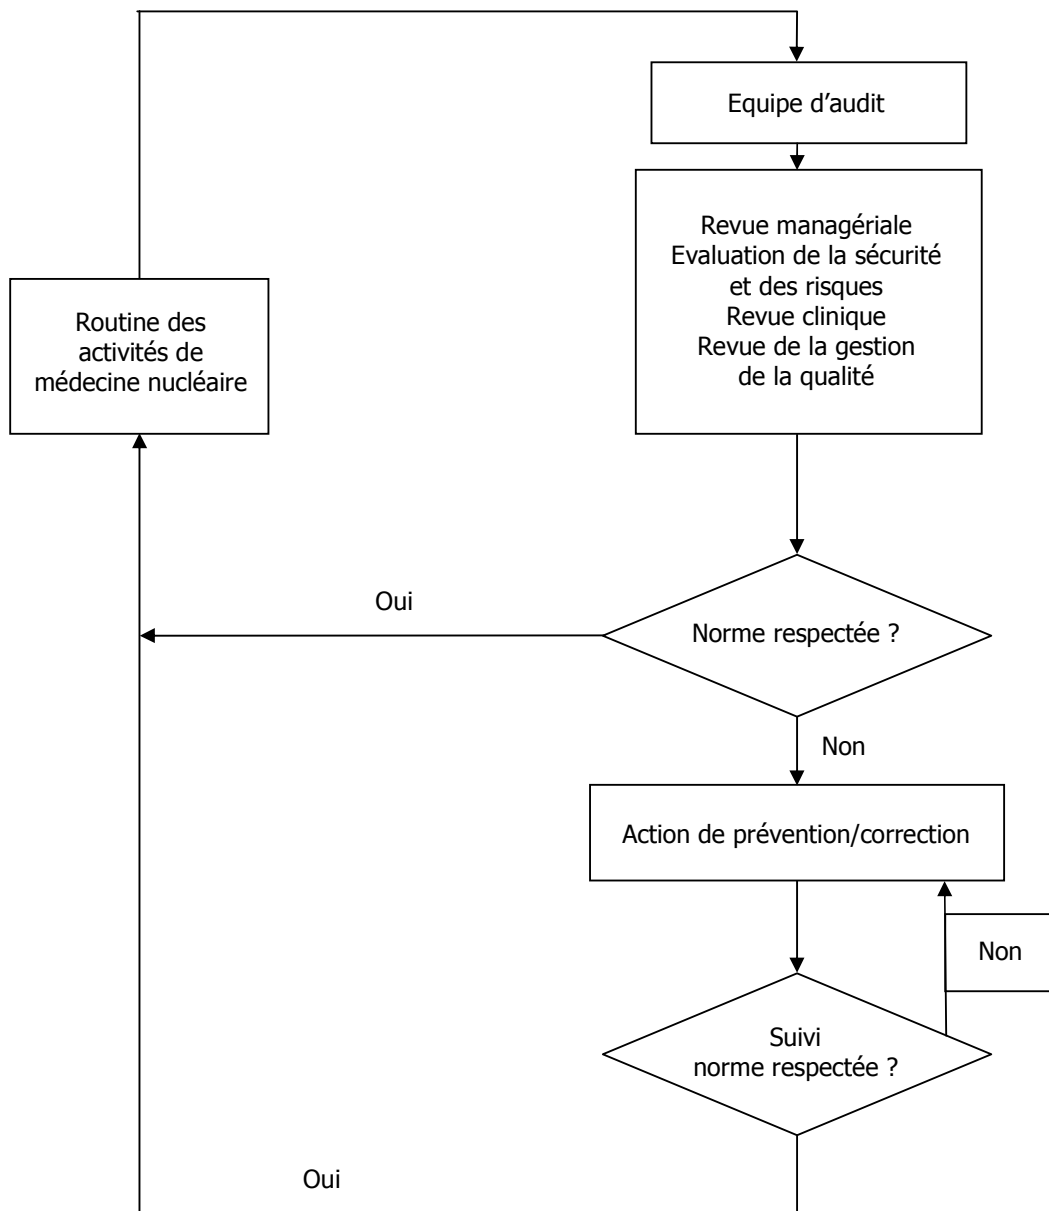 Equipe d'audit
Revue managériale
Evaluation de la sécurité
et des risques
Revue clinique
Revue de la gestion
de la qualité
Routine des
activités de
médecine nucléaire
Oui
Norme respectée ?
Non
Action de prévention/correction
Non
Suivi
norme respectée ?
Oui